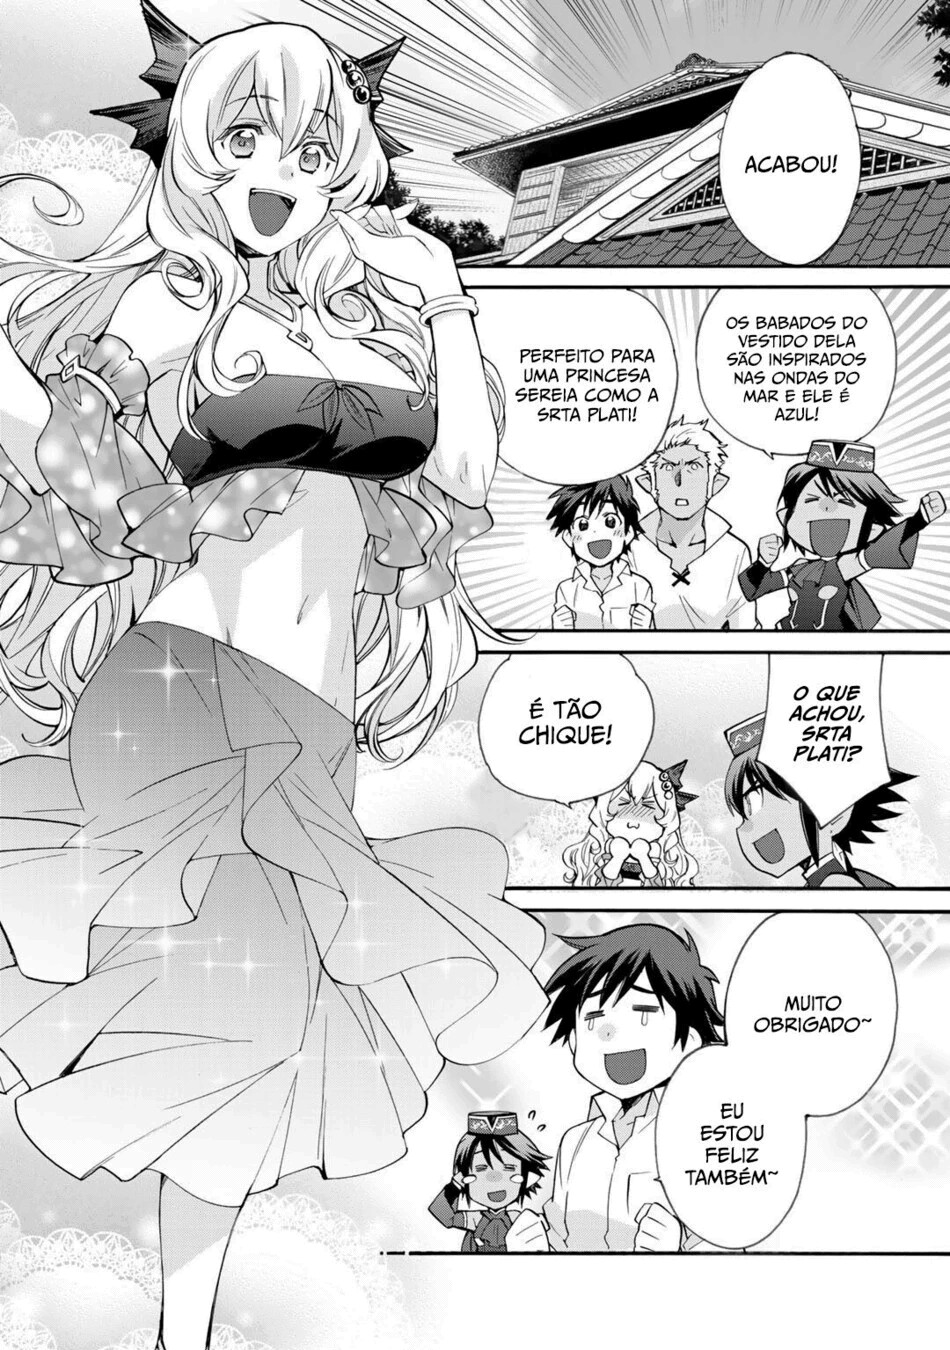 ACABOU!
OS BABADOS DO
VESTIDO DELA
SÃO INSPIRADOS
NAS ONDAS DO
MAR E ELE É
AZUL!
PERFEITO PARA
UMA PRINCESA
SEREIA COMO A
SRTA PLATI!
O QUE
ACHOU,
SRTA
PLATI?
É TÃO
CHIQUE!
MUITO
OBRIGADO~
EU
ESTOU
FELIZ
TAMBÉM~